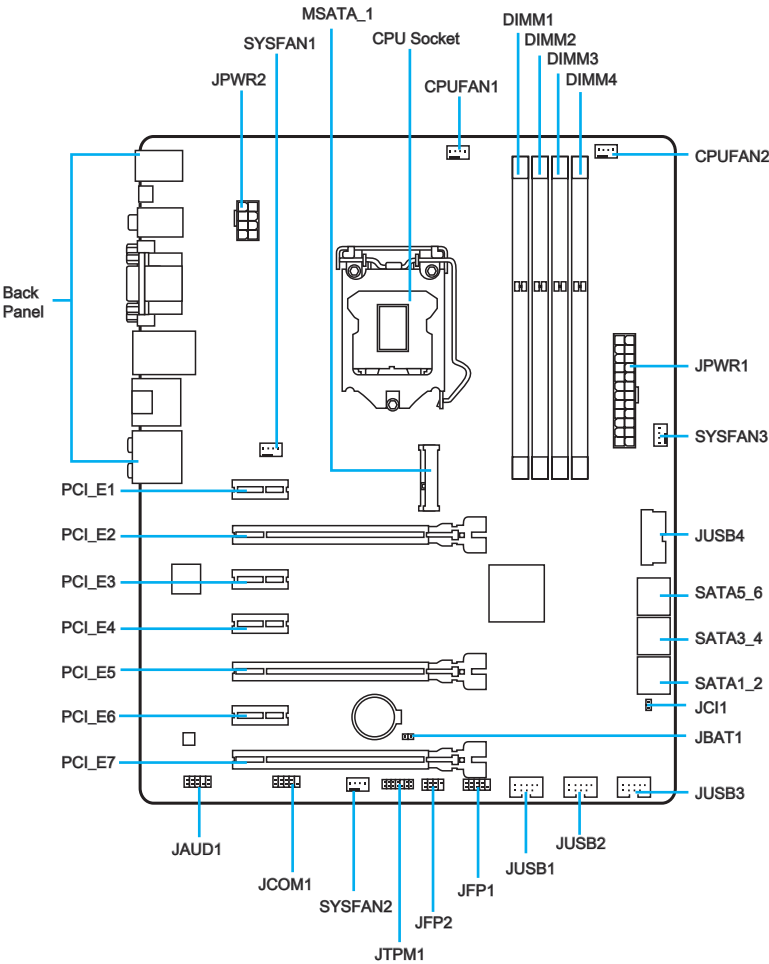 MSATA_1
DIMM1
SYSFAN1
CPU Socket
DIMM2
DIMM3
JPWR2
CPUFAN1
DIMM4
CPUFAN2
Back
Panel
JPWR1
SYSFAN3
PCI_E1
PCI_E2
JUSB4
PCI_E3
SATA5_6
PCI_E4
SATA3_4
PCI_E5
SATA1_2
JCI1
PCI_E6
JBAT1
PCI_E7
JUSB3
JAUD1
JUSB2
JUSB1
JCOM1
JFP1
SYSFAN2
JFP2
JTPM1